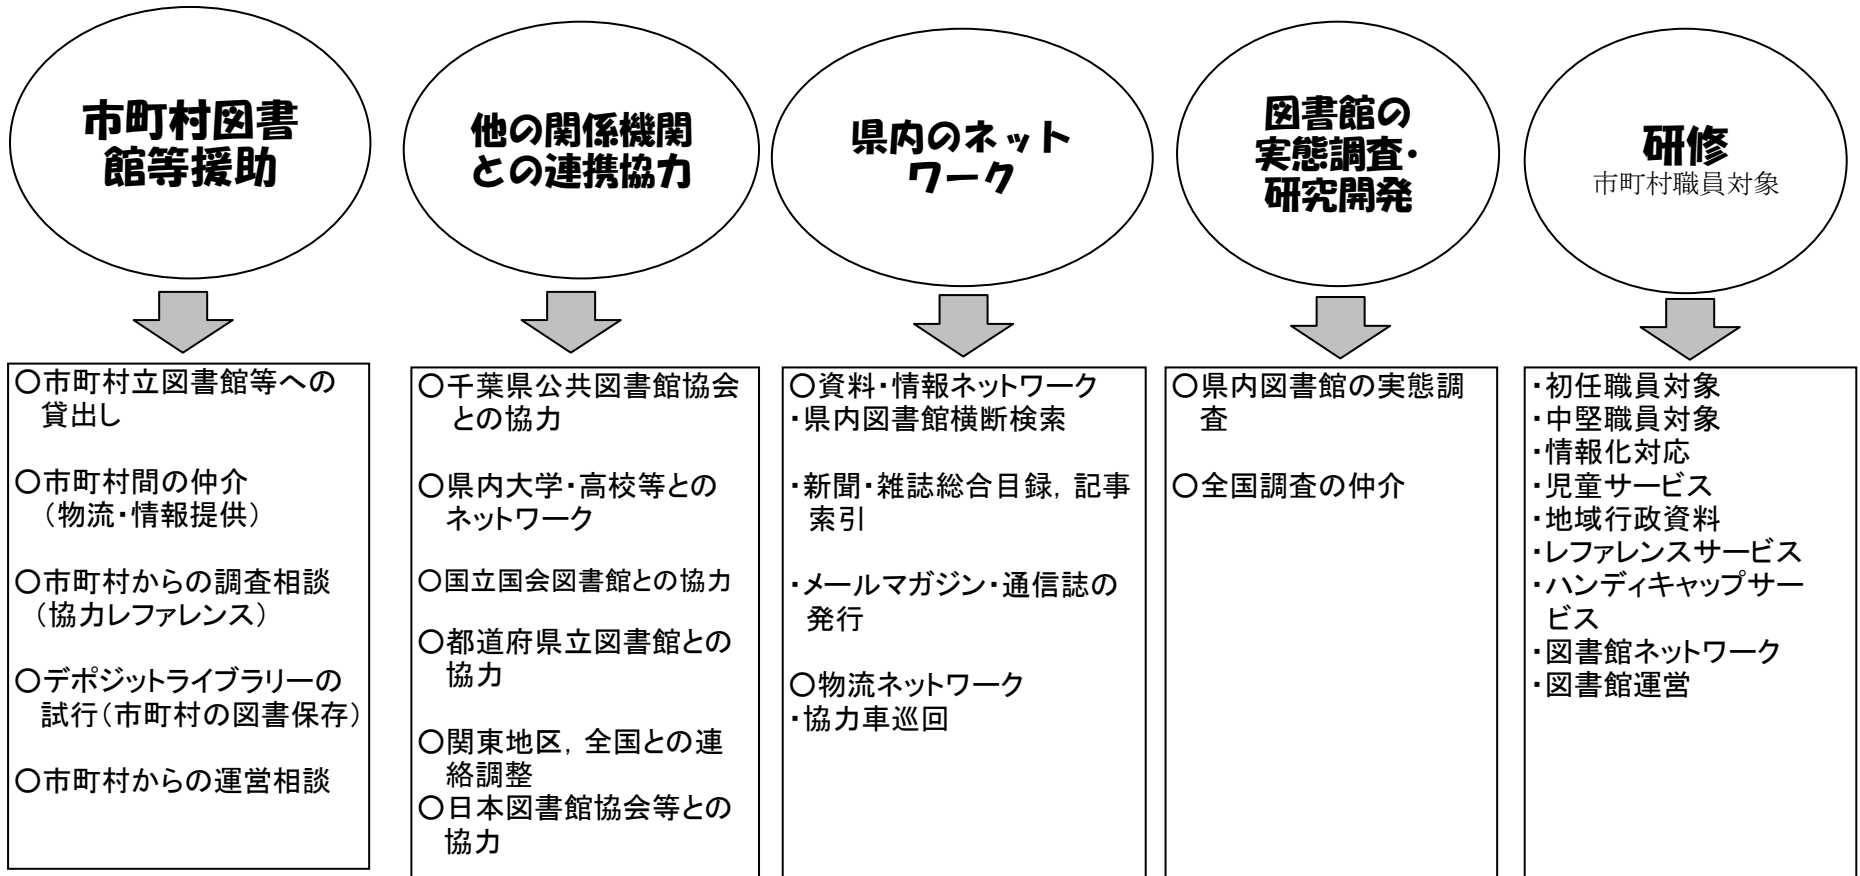 市町村図書
館等援助
他の関係機関
との連携協力
県内のネット
ワーク
図書館の
実態調査・
研究開発
研修
市町村職員対象
○市町村立図書館等への
貸出し
○市町村間の仲介
（物流・情報提供）
○市町村からの調査相談
（協力レファレンス）
○デポジットライブラリーの
試行（市町村の図書保存）
○市町村からの運営相談
○千葉県公共図書館協会
との協力
○県内大学・高校等との
ネットワーク
○国立国会図書館との協力
○都道府県立図書館との
協力
○関東地区，全国との連
絡調整
○日本図書館協会等との
協力
○資料・情報ネットワーク
・県内図書館横断検索
・新聞・雑誌総合目録，記事
索引
・メールマガジン・通信誌の
発行
○物流ネットワーク
・協力車巡回
○県内図書館の実態調
査
○全国調査の仲介
・初任職員対象
・中堅職員対象
・情報化対応
・児童サービス
・地域行政資料
・レファレンスサービス
・ハンディキャップサー
ビス
・図書館ネットワーク
・図書館運営